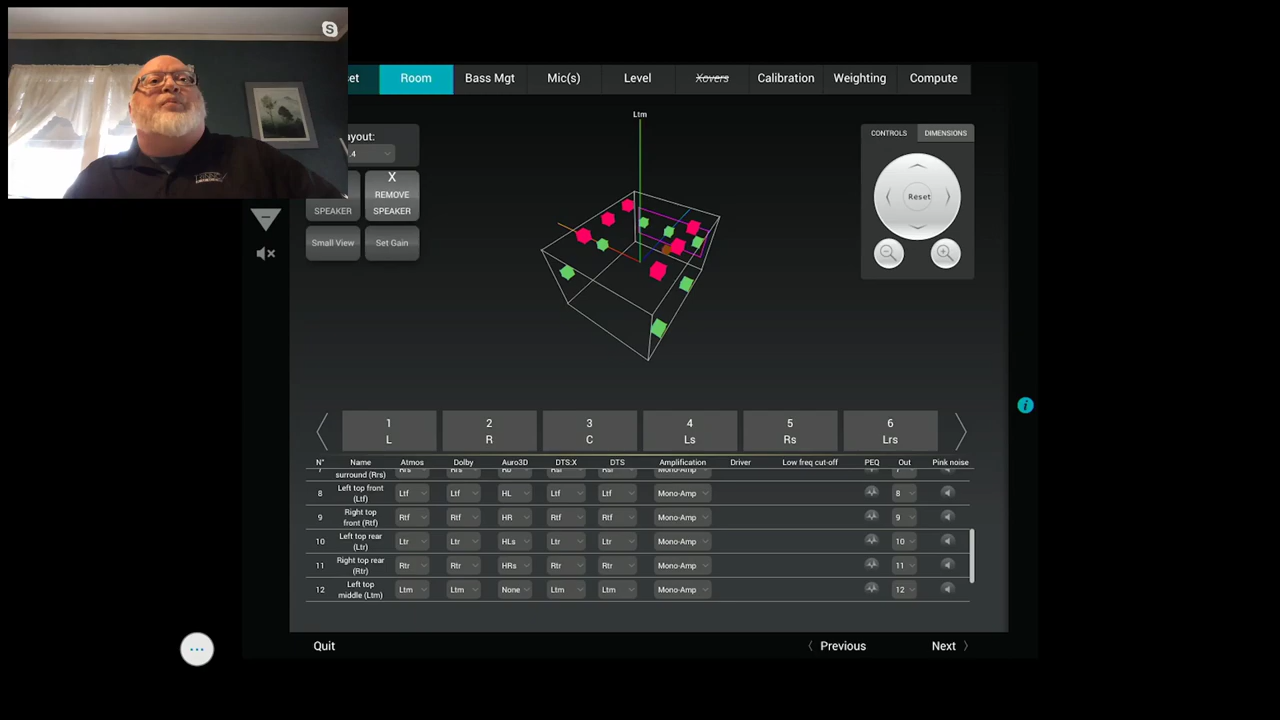 S
set Room Bass Mgt Mic(s) Level Xovers Calibration Weighting Compute
Ltm
ayout:
.4
X
REMOVE
SPEAKER
SPEAKER
Small View Set Gain
CONTROLS DIMENSIONS
Reset
1 2 3 4 5 6
L R C Ls Rs Lrs
N° Name Atmos Dolby Auro3D DTS:X DTS Amplification Driver Low freq cut-off PEQ Out Pink noise
surround (Rrs)
8 Left top front (Ltf) Ltf Ltf HL Ltf Ltf Mono-Amp 8
9 Right top front (Rtf) Rtf Rtf HR Rtf Rtf Mono-Amp 9
10 Left top rear (Ltr) Ltr Ltr HLs Ltr Ltr Mono-Amp 10
11 Right top rear (Rtr) Rtr Rtr HRs Rtr Rtr Mono-Amp 11
12 Left top middle (Ltm) Ltm Ltm None Ltm Ltm Mono-Amp 12
i
Quit Previous Next